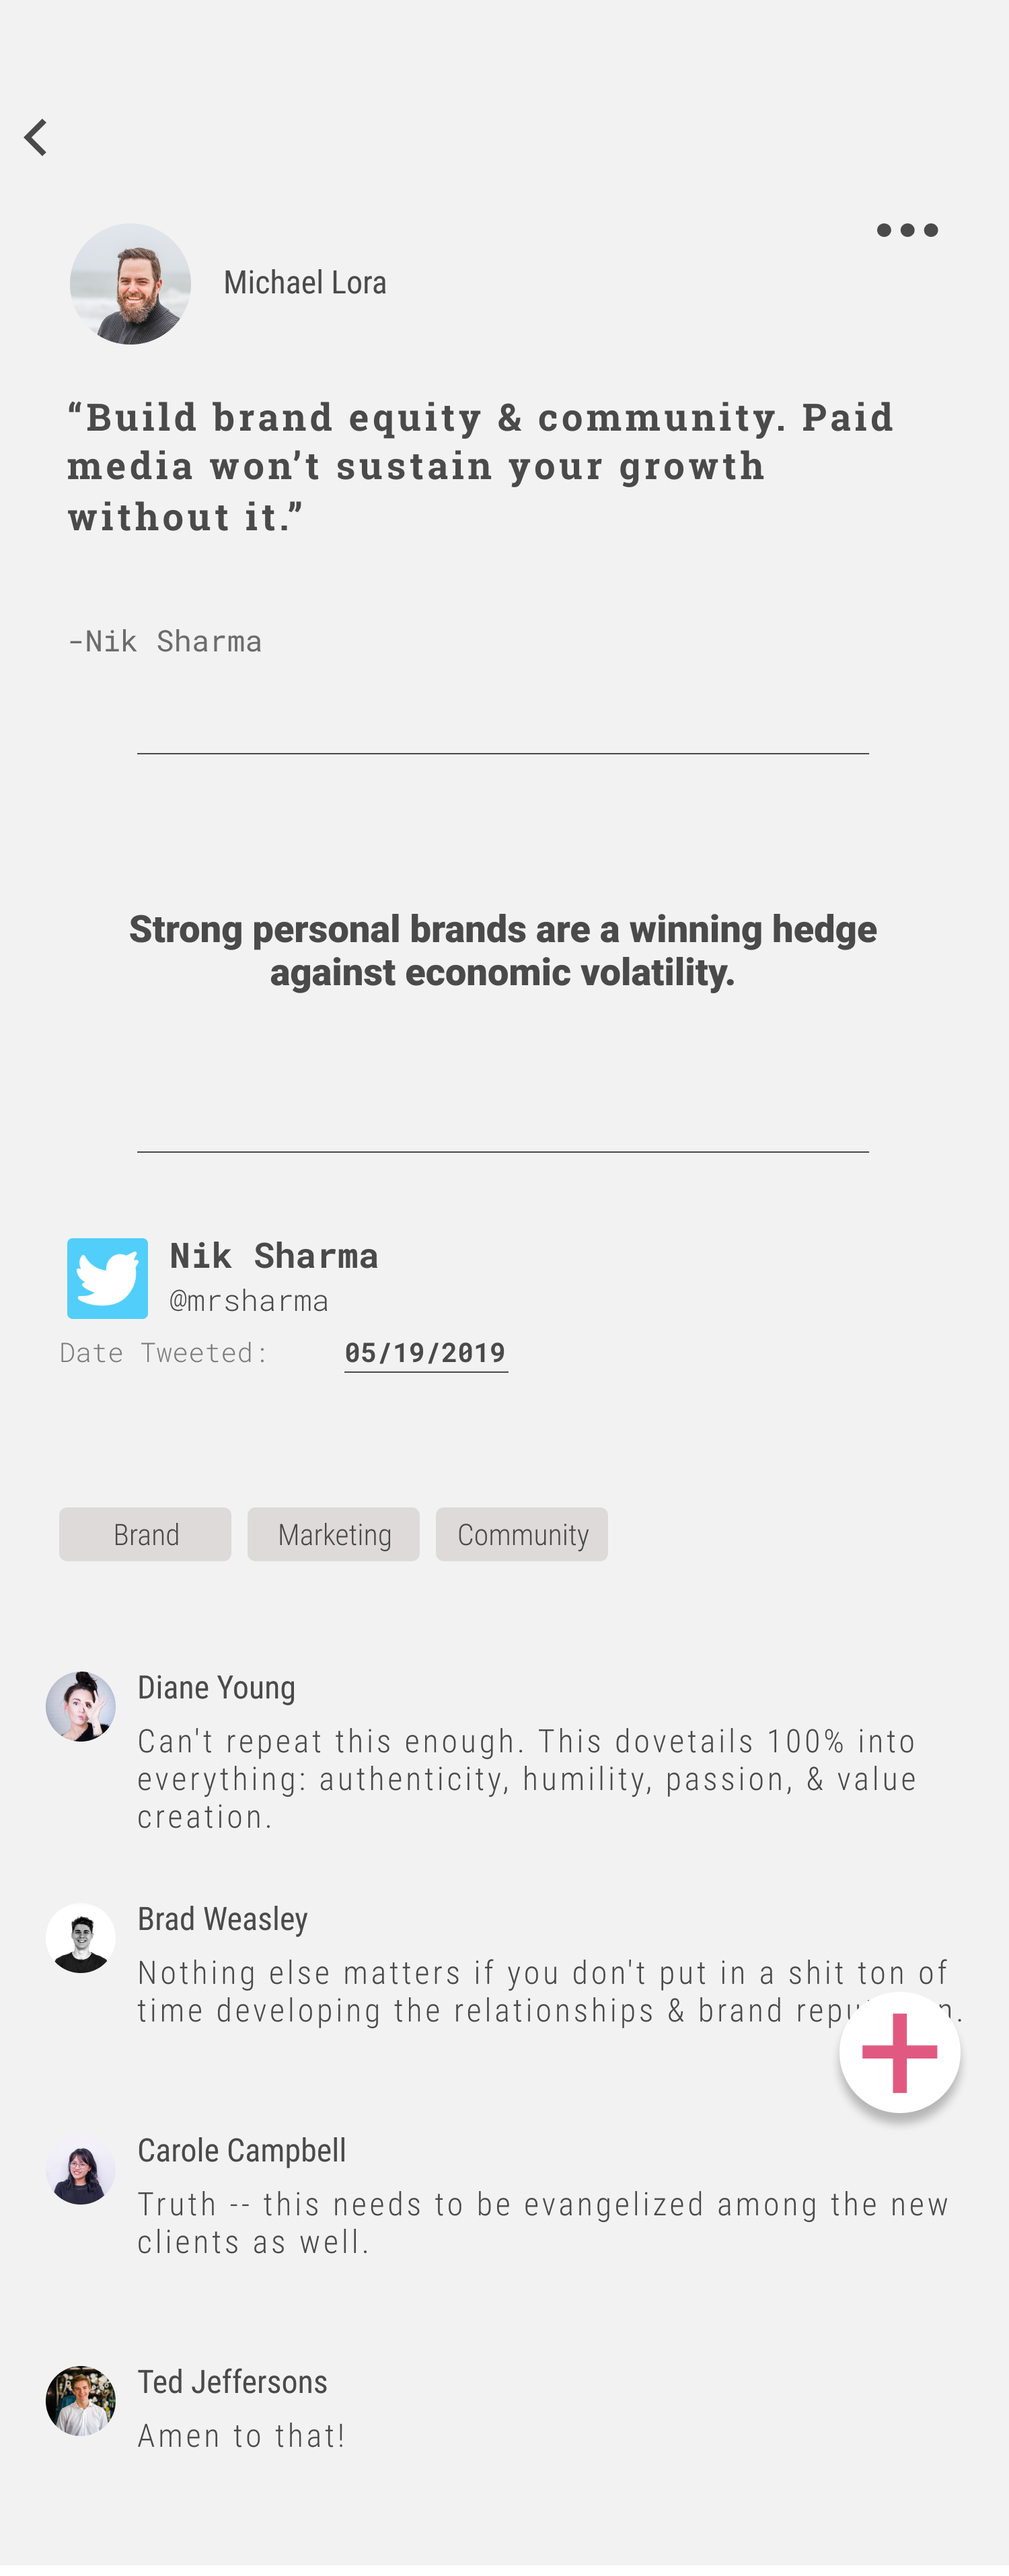 Michael Lora
“Build brand equity & community. Paid
media won’t sustain your growth
without it.”
-Nik Sharma
Strong personal brands are a winning hedge
against economic volatility.
Nik Sharma
@mrsharma
Date Tweeted: 05/19/2019
Brand Marketing Community
Diane Young
Can't repeat this enough. This dovetails 100% into
everything: authenticity, humility, passion, & value
creation.
Brad Weasley
Nothing else matters if you don't put in a shit ton of
time developing the relationships & brand
Carole Campbell
Truth -- this needs to be evangelized among the new
clients as well.
Ted Jeffersons
Amen to that!